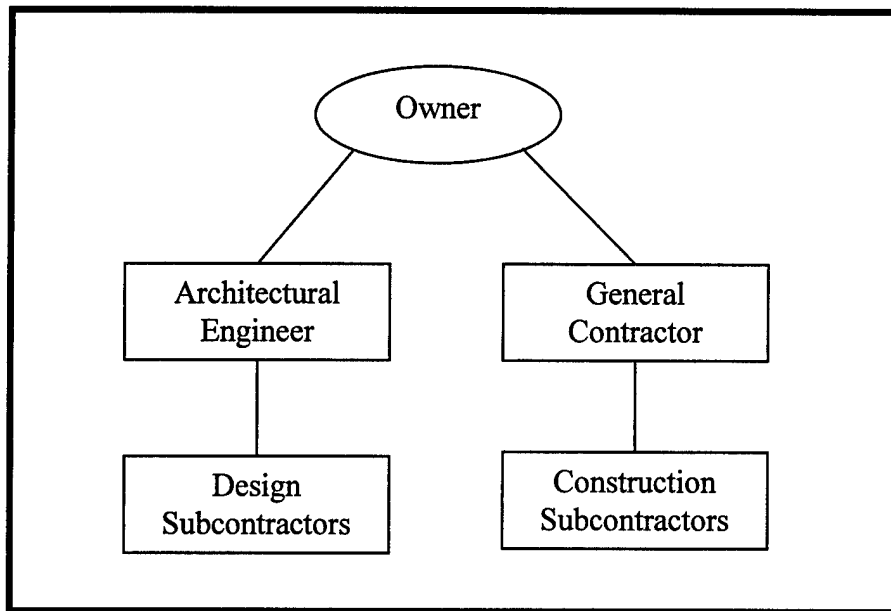 Owner
Architectural
Engineer
General
Contractor
Design
Subcontractors
Construction
Subcontractors